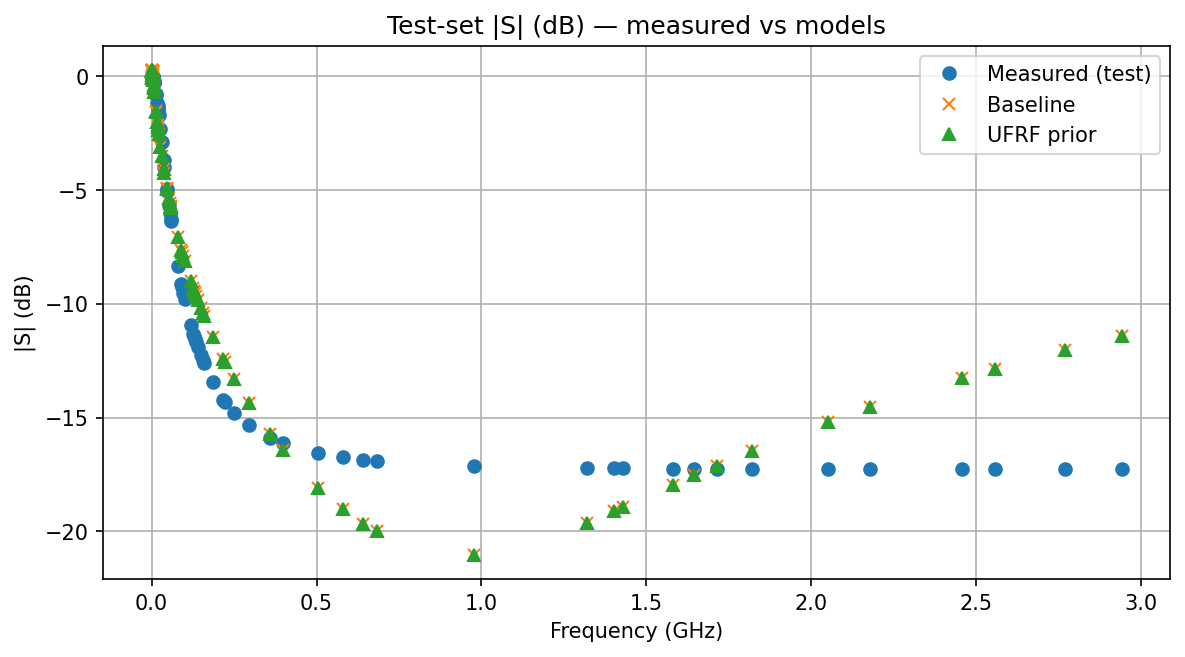 Test-set |S| (dB) — measured vs models
Measured (test)
Baseline
UFRF prior
|S| (dB)
0
−5
−10
−15
−20
0.0 0.5 1.0 1.5 2.0 2.5 3.0
Frequency (GHz)